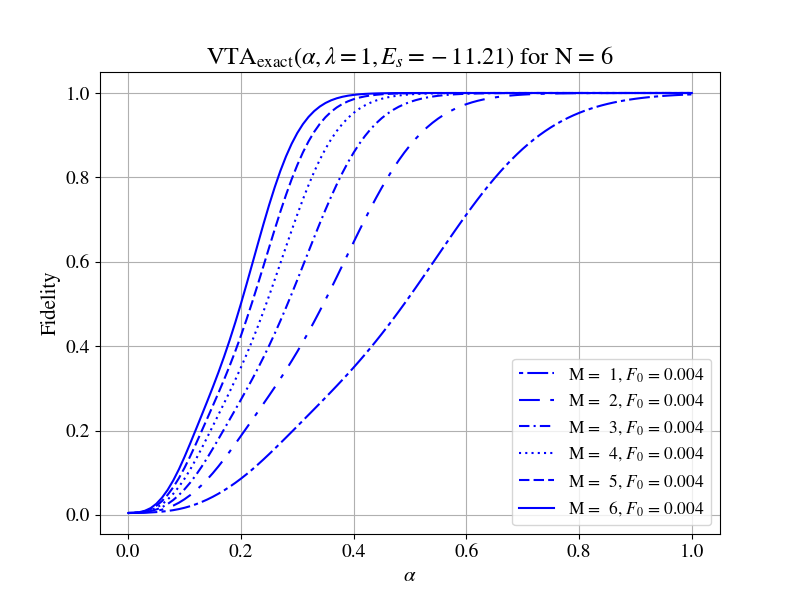 VTA_exact(α, λ = 1, E_s = −11.21) for N = 6
Fidelity
1.0
0.8
0.6
0.4
0.2
0.0
0.0 0.2 0.4 0.6 0.8 1.0
α
M = 1, F_0 = 0.004
M = 2, F_0 = 0.004
M = 3, F_0 = 0.004
M = 4, F_0 = 0.004
M = 5, F_0 = 0.004
M = 6, F_0 = 0.004